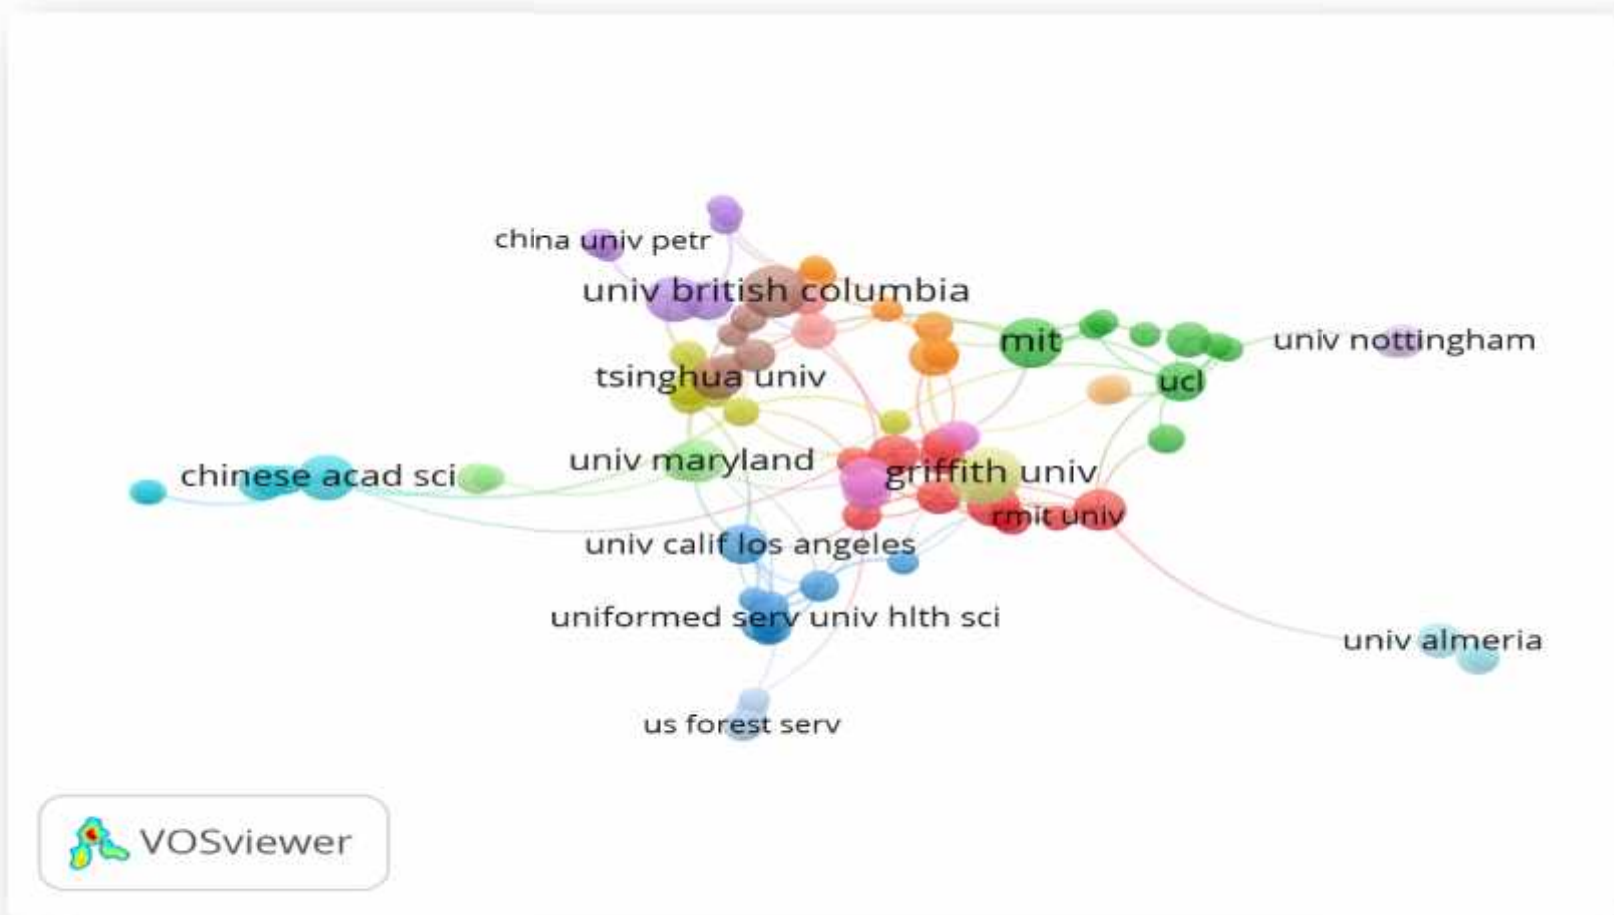 china univ petr
univ british columbia
mit
univ nottingham
tsinghua univ
ucl
univ maryland
griffith univ
chinese acad sci
rmit univ
univ calif los angeles
uniformed serv univ hlth sci
univ almeria
us forest serv
VOSviewer